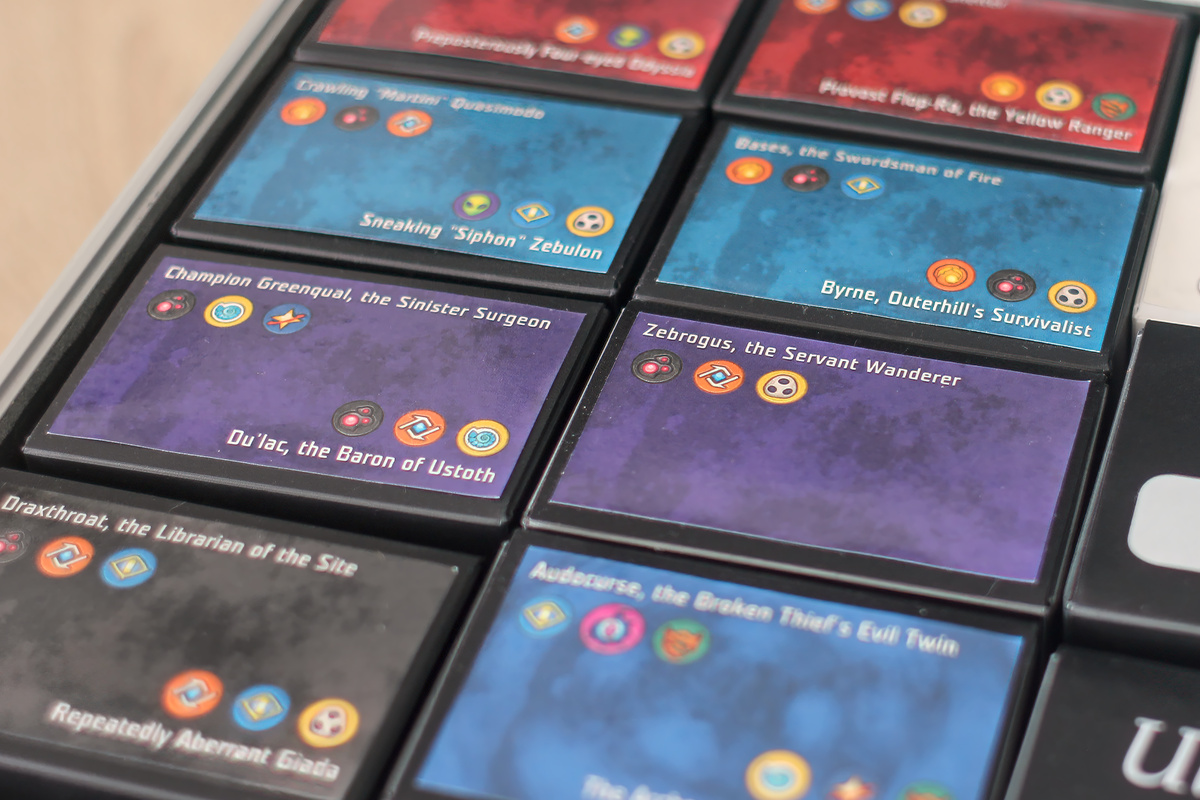 Preposterously Four-eyed Odysia
Provost Flop-Ra, the Yellow Ranger
Crawling "Martini" Quasimodo
Sneaking "Siphon" Zebulon
Bases, the Swordsman of Fire
Byrne, Outerhill's Survivalist
Champion Greenqual, the Sinister Surgeon
Du'lac, the Baron of Ustoth
Zebrogus, the Servant Wanderer
Draxthroat, the Librarian of the Site
Repeatedly Aberrant Giada
Audocurse, the Broken Thief's Evil Twin
The